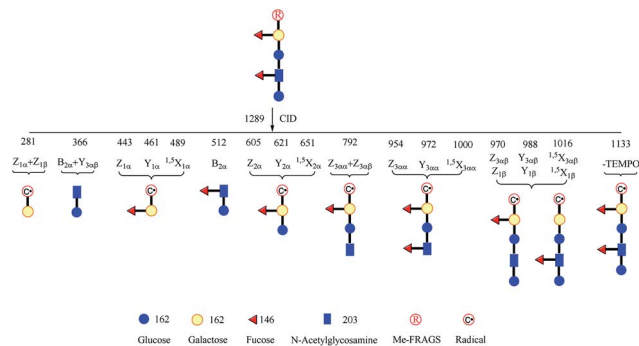 R
1289 CID
281 366 443 461 489 512 605 621 651 792 954 972 1000 970 988 1016 1133
Z1α+Z1β B2α+Y3αβ Z1α Y1α 1,5X1α B2α Z2α Y2α 1,5X2α Z3αα+Z3αβ Z3αα Y3αα 1,5X3αα Z3αβ Y3αβ 1,5X3αβ -TEMPO
Z1β Y1β 1,5X1β
C• C• C• C• C• C• C• C•
162 162 146 203 R C•
Glucose Galactose Fucose N-Acetylglycosamine Me-FRAGS Radical